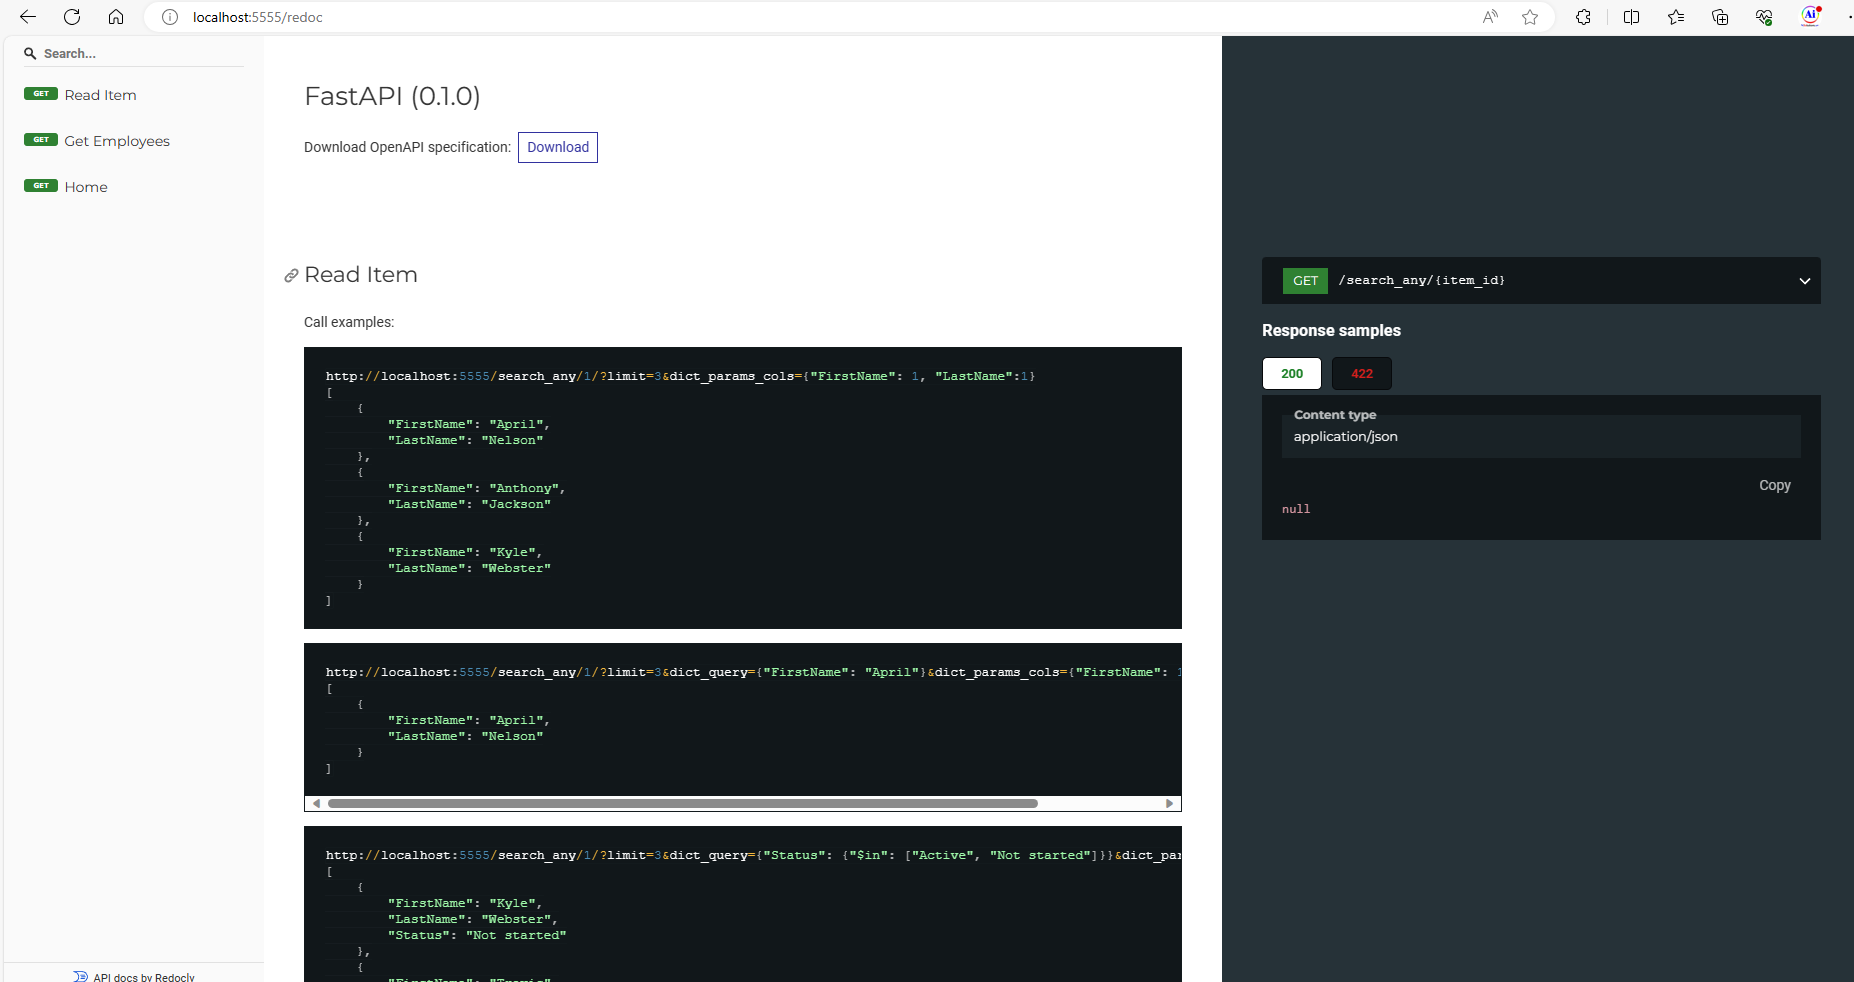 localhost:5555/redoc
Search...
GET Read Item
GET Get Employees
GET Home
API docs by Redocly
FastAPI (0.1.0)
Download OpenAPI specification: Download
Read Item
Call examples:
http://localhost:5555/search_any/1/?limit=3&dict_params_cols={"FirstName": 1, "LastName":1}
[
    {
        "FirstName": "April",
        "LastName": "Nelson"
    },
    {
        "FirstName": "Anthony",
        "LastName": "Jackson"
    },
    {
        "FirstName": "Kyle",
        "LastName": "Webster"
    }
]
http://localhost:5555/search_any/1/?limit=3&dict_query={"FirstName": "April"}&dict_params_cols={"FirstName": 1
[
    {
        "FirstName": "April",
        "LastName": "Nelson"
    }
]
http://localhost:5555/search_any/1/?limit=3&dict_query={"Status": {"$in": ["Active", "Not started"]}}&dict_par
[
    {
        "FirstName": "Kyle",
        "LastName": "Webster",
        "Status": "Not started"
    },
    {
        "FirstName": "Travis"
GET /search_any/{item_id}
Response samples
200 422
Content type
application/json
Copy
null